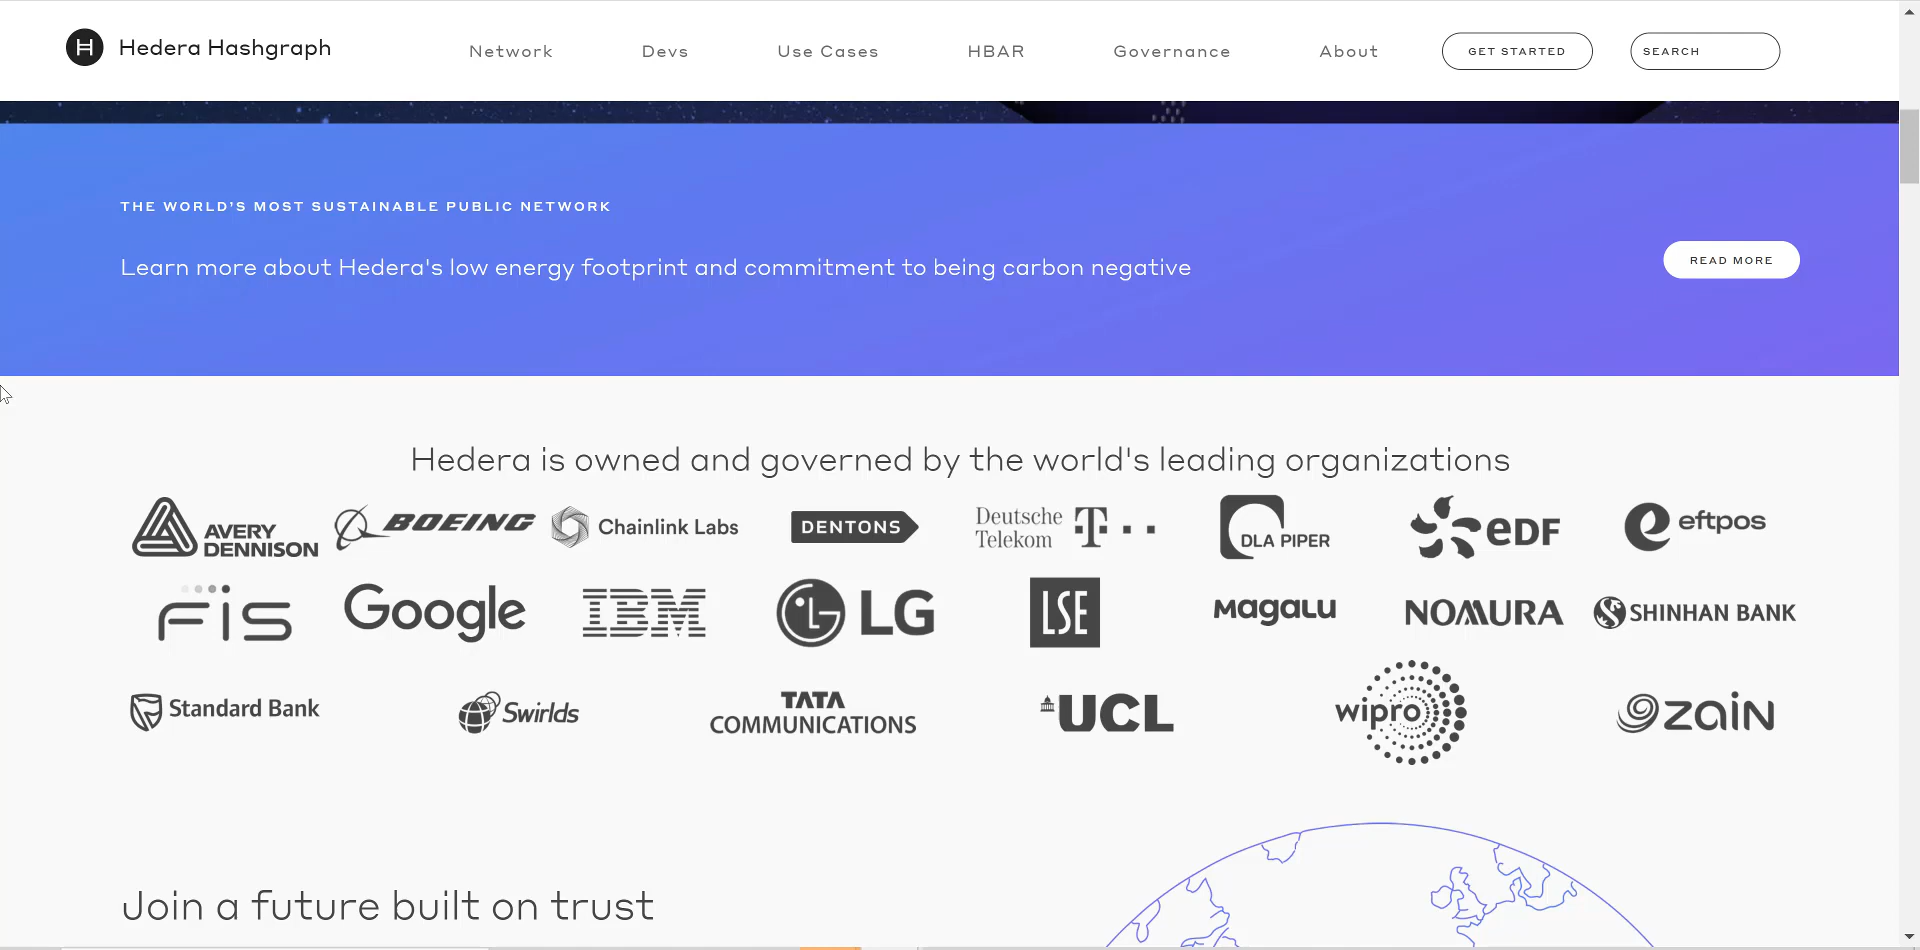 H Hedera Hashgraph
Network Devs Use Cases HBAR Governance About GET STARTED SEARCH
THE WORLD’S MOST SUSTAINABLE PUBLIC NETWORK
Learn more about Hedera's low energy footprint and commitment to being carbon negative
READ MORE
Hedera is owned and governed by the world's leading organizations
AVERY
DENNISON
BOEING
Chainlink Labs
DENTONS
Deutsche
Telekom
T
DLA PIPER
eDF
eftpos
FIS
Google
IBM
LG
LSE
magalu
NOMURA
SHINHAN BANK
Standard Bank
Swirlds
TATA
COMMUNICATIONS
UCL
wipro
zain
Join a future built on trust